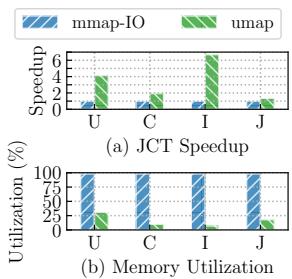 mmap-IO umap
Speedup
6
4
2
0
U C I J
(a) JCT Speedup
Utilization (%)
100
75
50
25
0
U C I J
(b) Memory Utilization